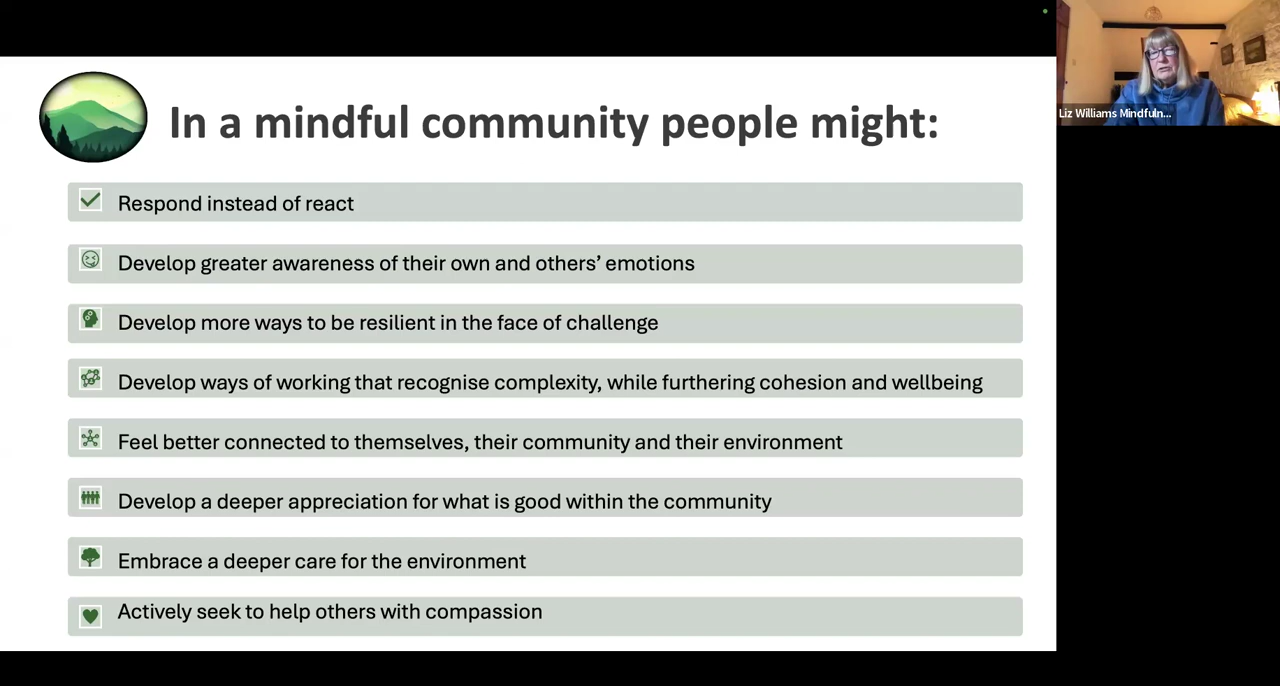 In a mindful community people might:
Respond instead of react
Develop greater awareness of their own and others’ emotions
Develop more ways to be resilient in the face of challenge
Develop ways of working that recognise complexity, while furthering cohesion and wellbeing
Feel better connected to themselves, their community and their environment
Develop a deeper appreciation for what is good within the community
Embrace a deeper care for the environment
Actively seek to help others with compassion
Liz Williams Mindfuln...